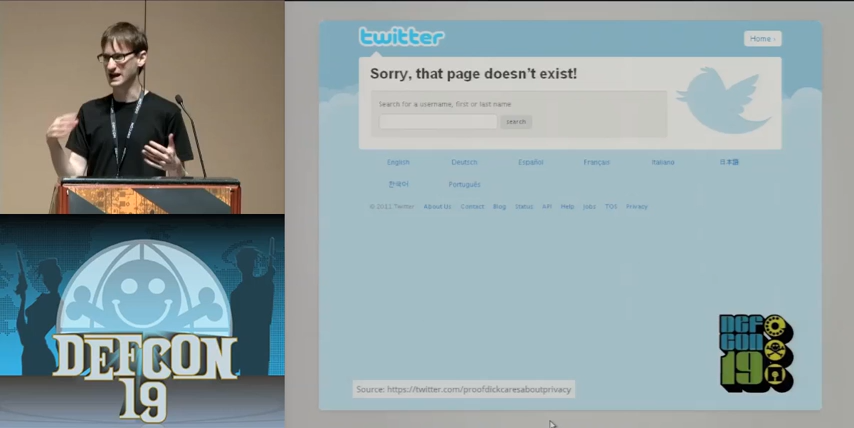 twitter
Home ›
Sorry, that page doesn't exist!
Search for a username, first or last name
search
English Deutsch Español Français Italiano 日本語
한국어 Português
© 2011 Twitter About Us Contact Blog Status API Help Jobs TOS Privacy
DEFCON
19
DEF
CON
19
Source: https://twitter.com/proofdickcaresaboutprivacy